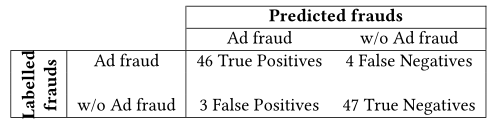 Predicted frauds
Ad fraud w/o Ad fraud
Labelled frauds
Ad fraud 46 True Positives 4 False Negatives
w/o Ad fraud 3 False Positives 47 True Negatives